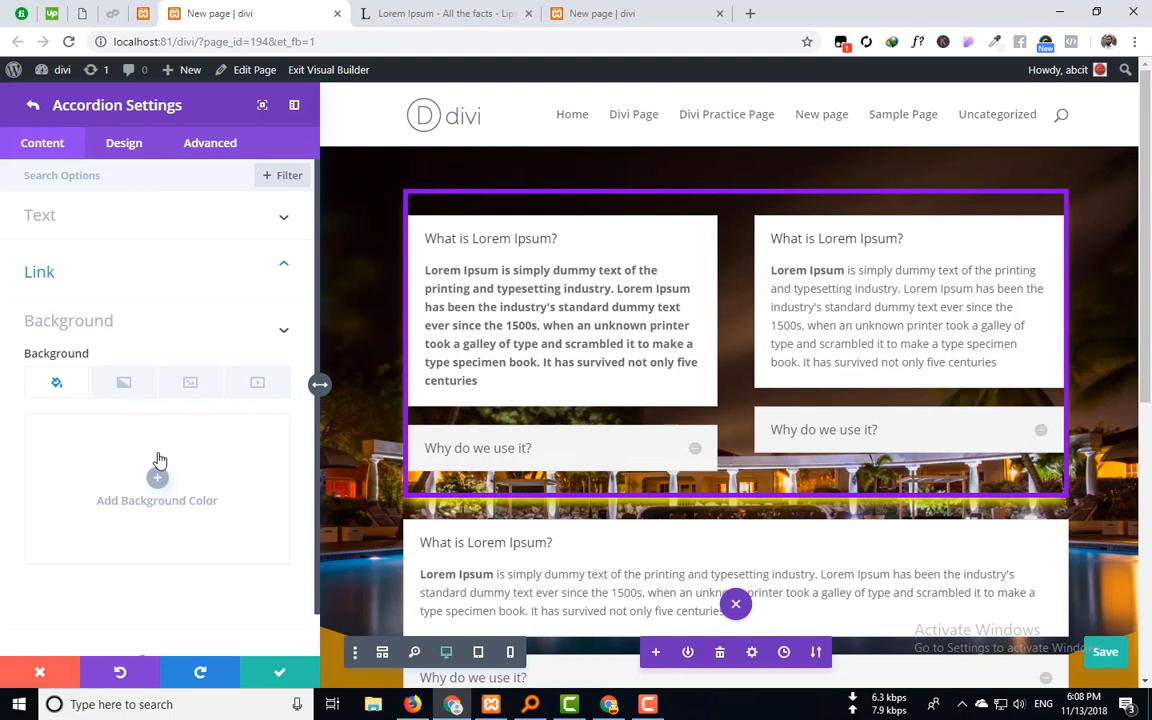 New page | divi
Lorem Ipsum - All the facts - Lips
New page | divi
localhost:81/divi/?page_id=194&et_fb=1
1
New
divi
1
0
New
Edit Page
Exit Visual Builder
Howdy, abcit
Accordion Settings
Content
Design
Advanced
Search Options
+ Filter
Text
Link
Background
Background
Add Background Color
D divi
Home
Divi Page
Divi Practice Page
New page
Sample Page
Uncategorized
What is Lorem Ipsum?
Lorem Ipsum is simply dummy text of the
printing and typesetting industry. Lorem Ipsum
has been the industry's standard dummy text
ever since the 1500s, when an unknown printer
took a galley of type and scrambled it to make a
type specimen book. It has survived not only five
centuries
Why do we use it?
What is Lorem Ipsum?
Lorem Ipsum is simply dummy text of the printing
and typesetting industry. Lorem Ipsum has been the
industry's standard dummy text ever since the
1500s, when an unknown printer took a galley of
type and scrambled it to make a type specimen
book. It has survived not only five centuries
Why do we use it?
What is Lorem Ipsum?
Lorem Ipsum is simply dummy text of the printing and typesetting industry. Lorem Ipsum has been the industry's
standard dummy text ever since the 1500s, when an printer took a galley of type and scrambled it to make a
type specimen book. It has survived not only five centuries
Why do we use it?
Save
Activate Windows
Go to Settings to activate
Type here to search
6.3 kbps
7.9 kbps
ENG
6:08 PM
11/13/2018
3